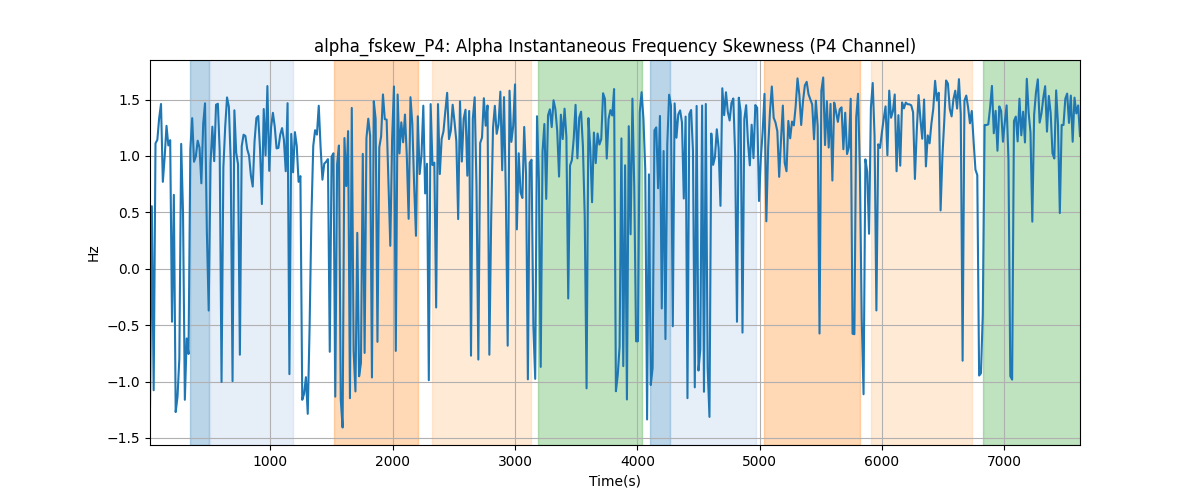 alpha_fskew_P4: Alpha Instantaneous Frequency Skewness (P4 Channel)
Hz
1.5
1.0
0.5
0.0
−0.5
−1.0
−1.5
1000 2000 3000 4000 5000 6000 7000
Time(s)